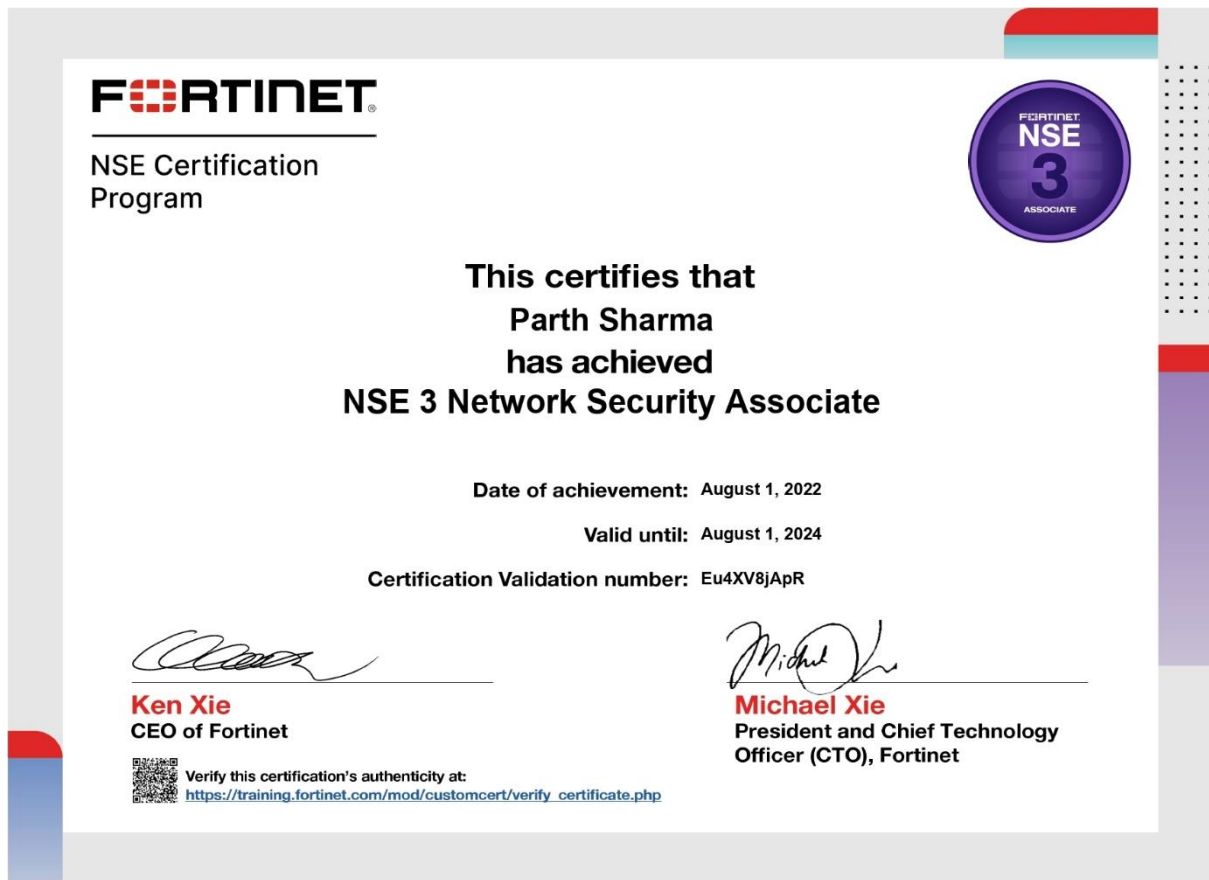 FORTINET®
NSE Certification
Program
FORTINET
NSE
3
ASSOCIATE
This certifies that
Parth Sharma
has achieved
NSE 3 Network Security Associate
Date of achievement: August 1, 2022
Valid until: August 1, 2024
Certification Validation number: Eu4XV8jApR
Ken Xie
CEO of Fortinet
Michael Xie
President and Chief Technology
Officer (CTO), Fortinet
Verify this certification's authenticity at:
https://training.fortinet.com/mod/customcert/verify_certificate.php